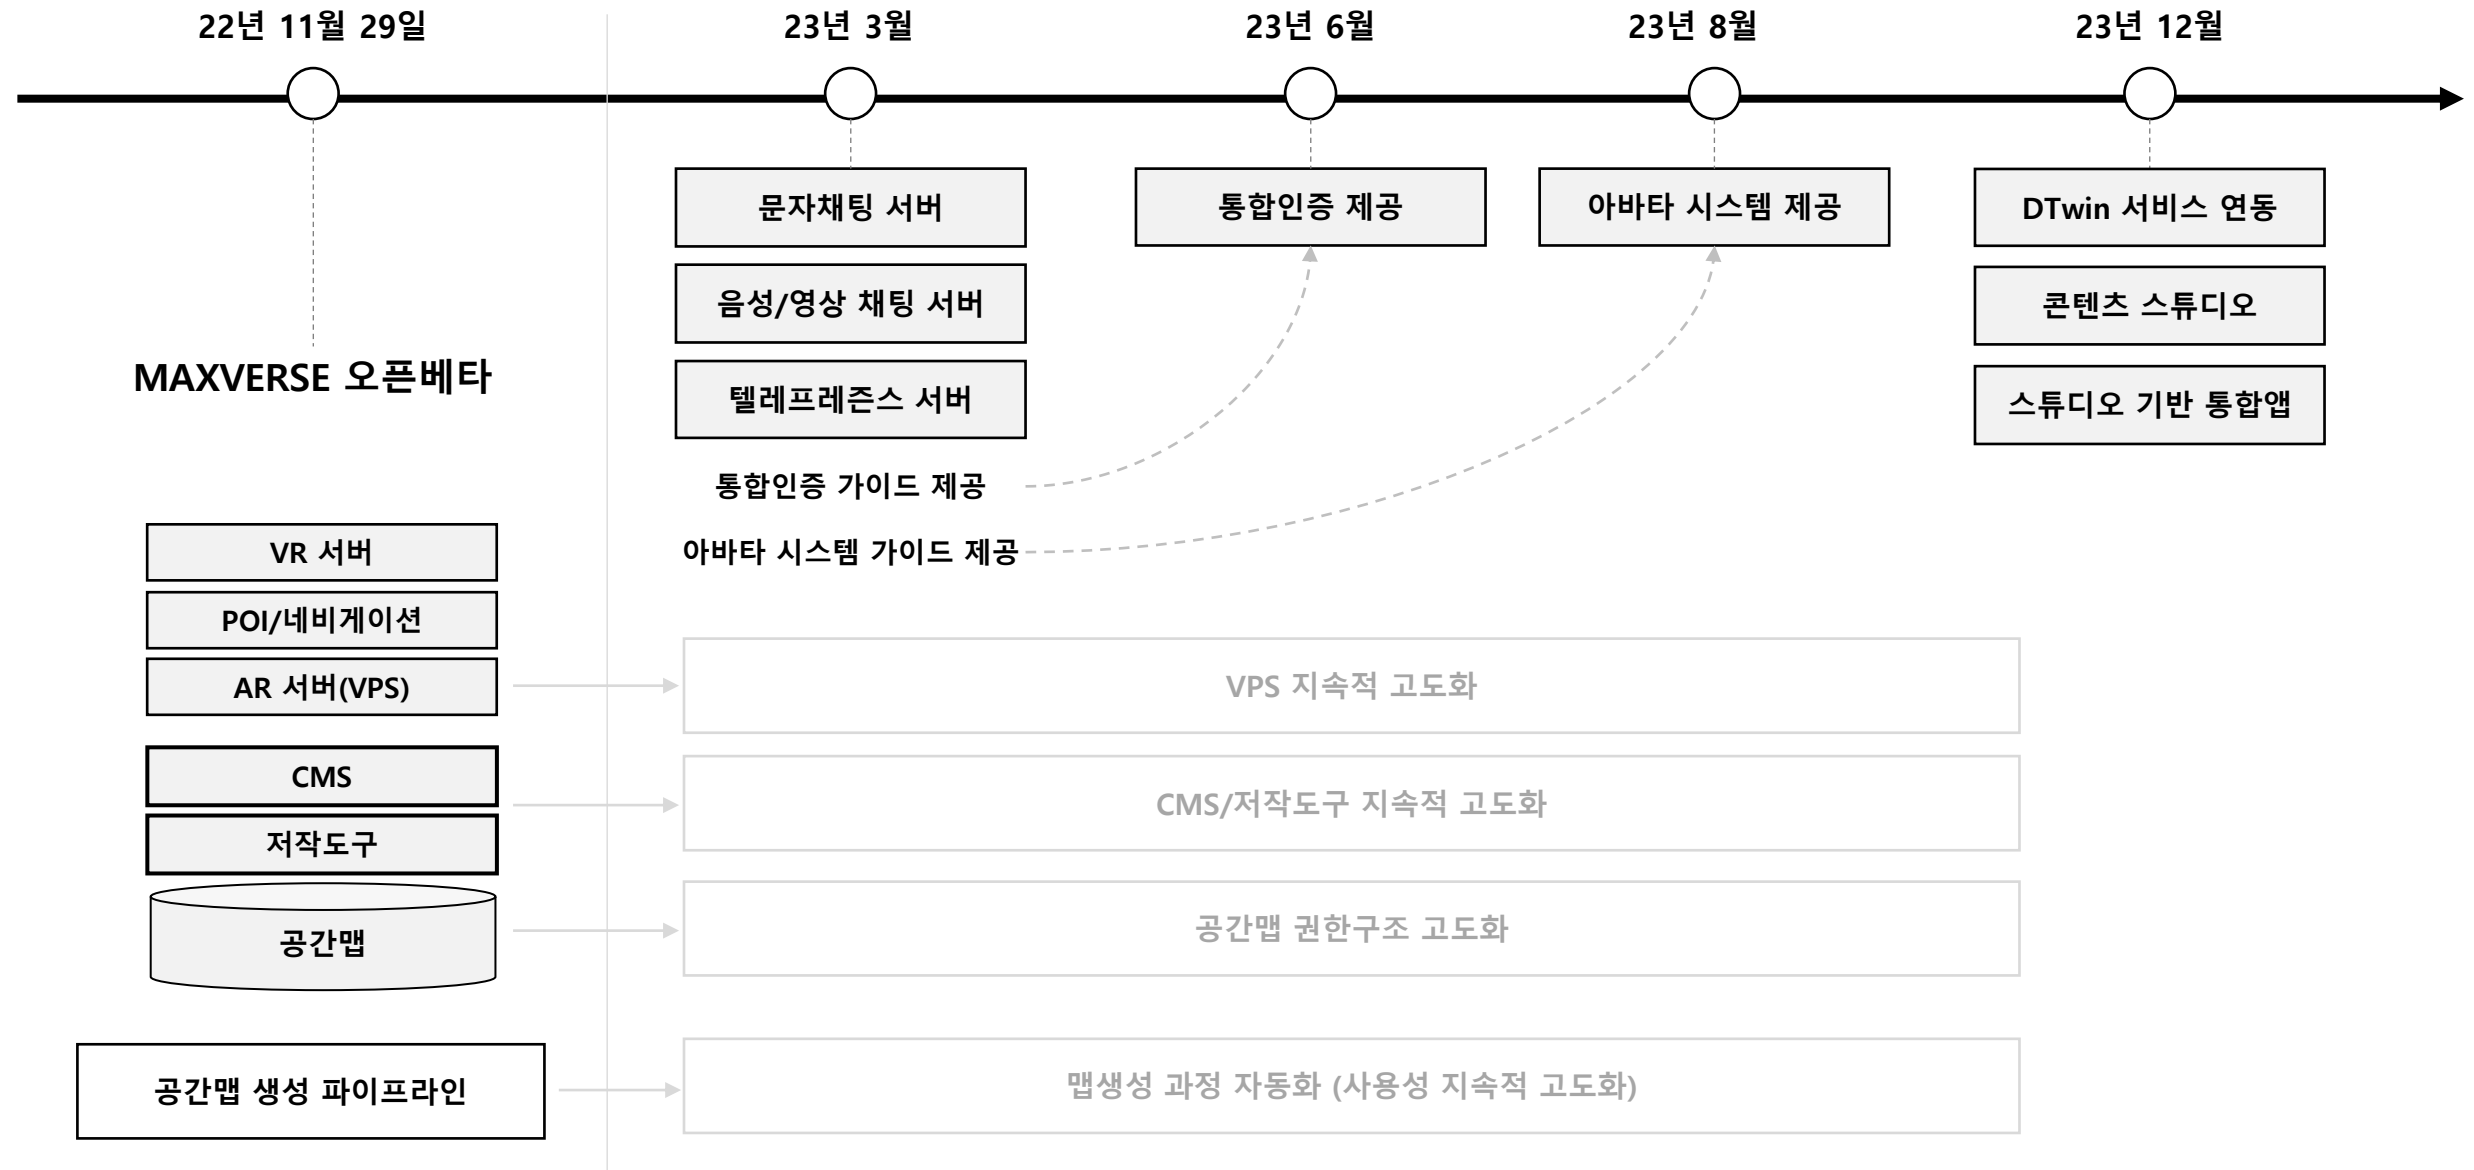 22년 11월 29일
23년 3월
23년 6월
23년 8월
23년 12월
문자채팅 서버
통합인증 제공
아바타 시스템 제공
DTwin 서비스 연동
음성/영상 채팅 서버
콘텐츠 스튜디오
MAXVERSE 오픈베타
텔레프레즌스 서버
스튜디오 기반 통합앱
통합인증 가이드 제공
아바타 시스템 가이드 제공
VR 서버
POI/네비게이션
AR 서버(VPS)
VPS 지속적 고도화
CMS
CMS/저작도구 지속적 고도화
저작도구
공간맵
공간맵 권한구조 고도화
공간맵 생성 파이프라인
맵생성 과정 자동화 (사용성 지속적 고도화)